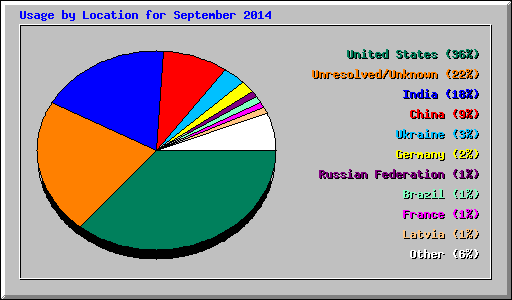 Usage by Location for September 2014
United States (36%)
Unresolved/Unknown (22%)
India (18%)
China (9%)
Ukraine (3%)
Germany (2%)
Russian Federation (1%)
Brazil (1%)
France (1%)
Latvia (1%)
Other (6%)